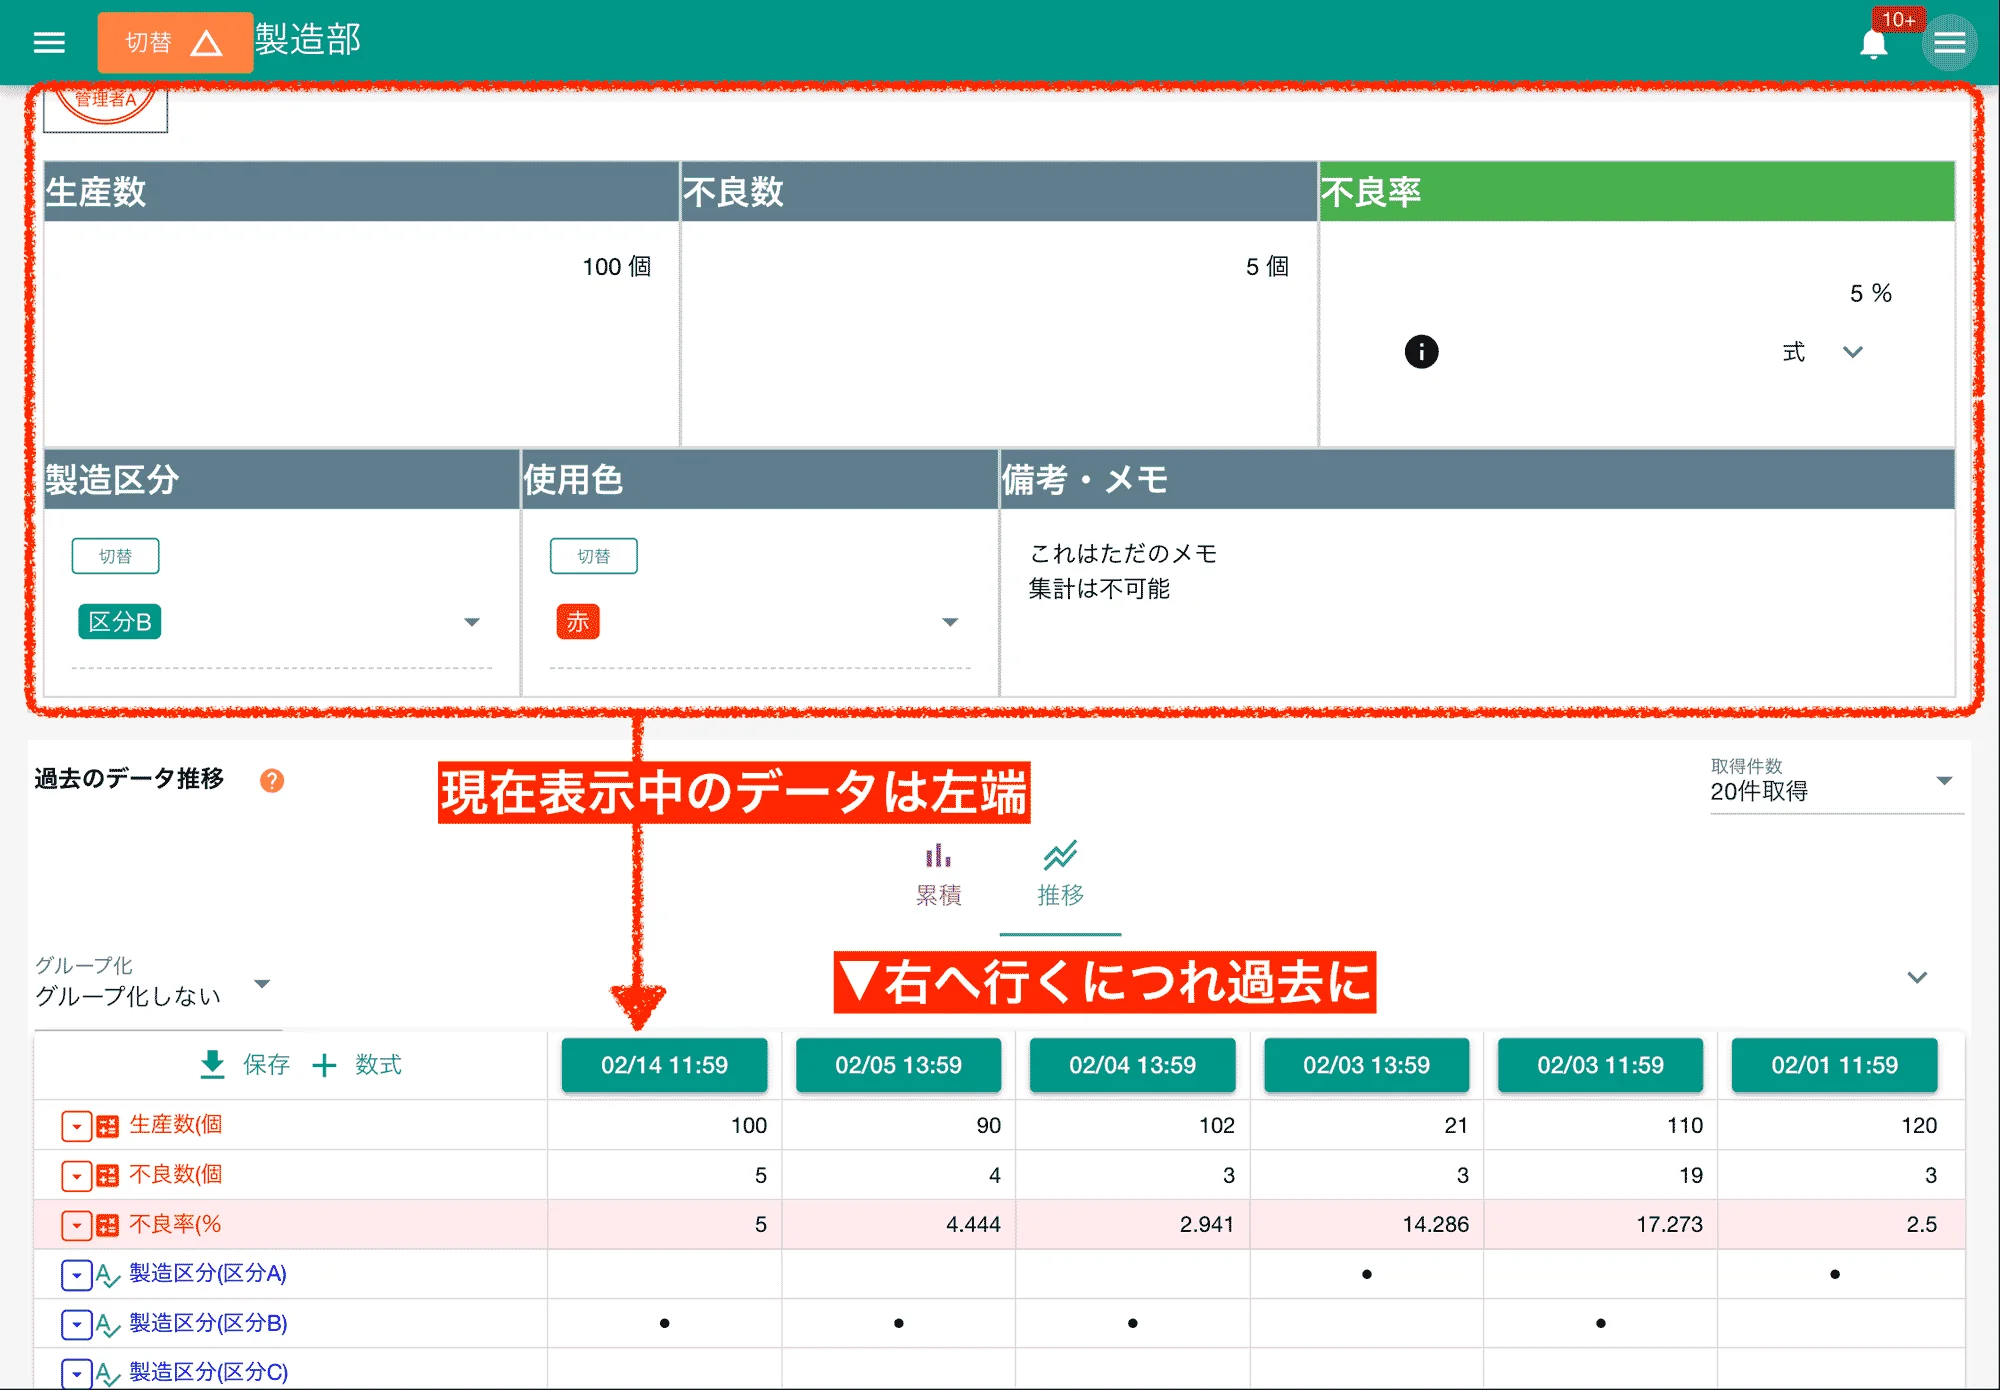 切替 製造部 10+
管理者A
生産数 不良数 不良率
100 個 5 個
5 %
式
製造区分 使用色 備考・メモ
切替 切替
これはただのメモ
集計は不可能
区分B 赤
過去のデータ推移
現在表示中のデータは左端
取得件数
20件取得
累積 推移
グループ化
グループ化しない
▼右へ行くにつれ過去に
保存 数式 02/14 11:59 02/05 13:59 02/04 13:59 02/03 13:59 02/03 11:59 02/01 11:59
生産数(個 100 90 102 21 110 120
不良数(個 5 4 3 3 19 3
不良率(% 5 4.444 2.941 14.286 17.273 2.5
製造区分(区分A) • •
製造区分(区分B) • • • •
製造区分(区分C)